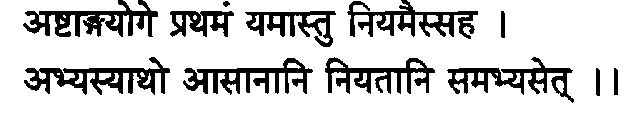 अष्टाङ्गयोगे प्रथमं यमास्तु नियमैस्सह ।
अभ्यस्याथो आसानानि नियतानि समभ्यसेत् ।।